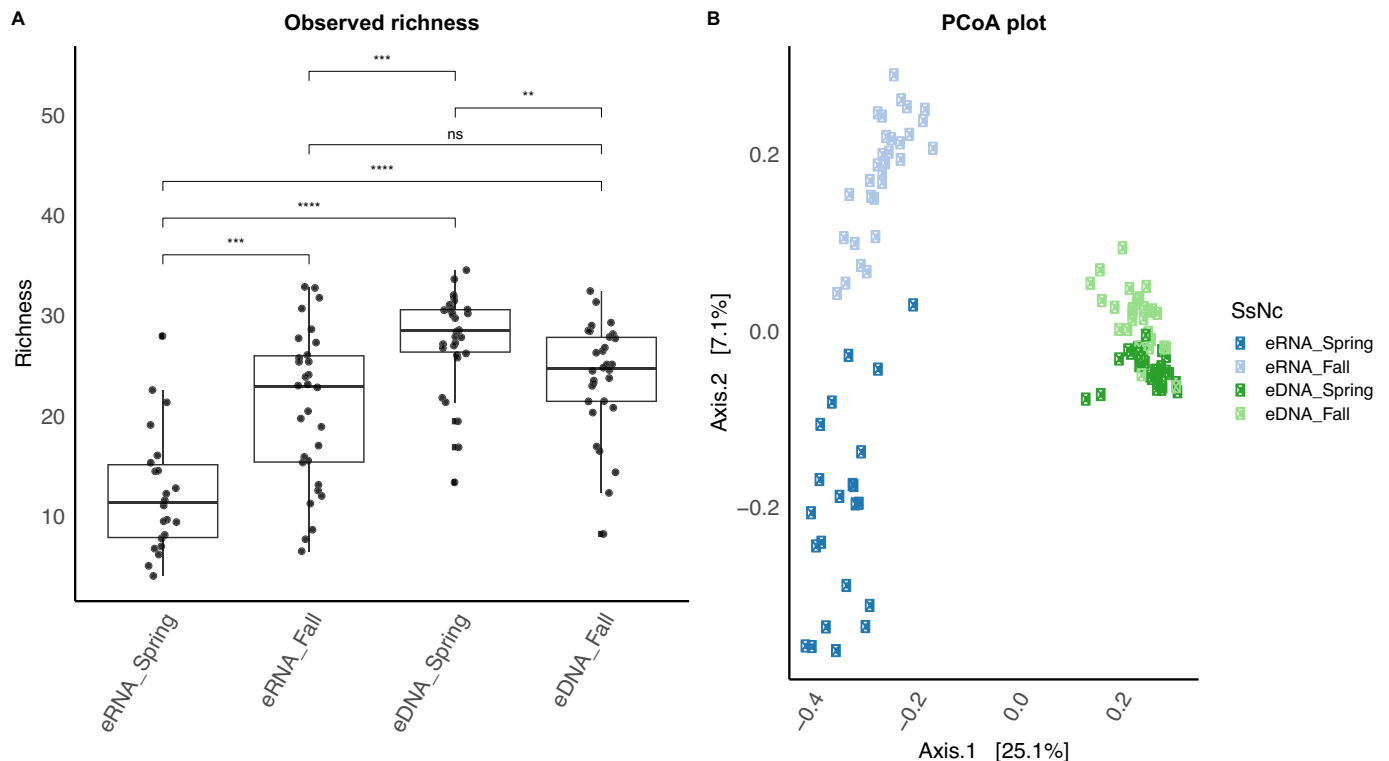 A
Observed richness
Richness
50
40
30
20
10
***
**
ns
****
****
***
eRNA_Spring
eRNA_Fall
eDNA_Spring
eDNA_Fall
B
PCoA plot
Axis.2 [7.1%]
0.2
0.0
−0.2
−0.4
−0.2
0.0
0.2
Axis.1 [25.1%]
SsNc
eRNA_Spring
eRNA_Fall
eDNA_Spring
eDNA_Fall